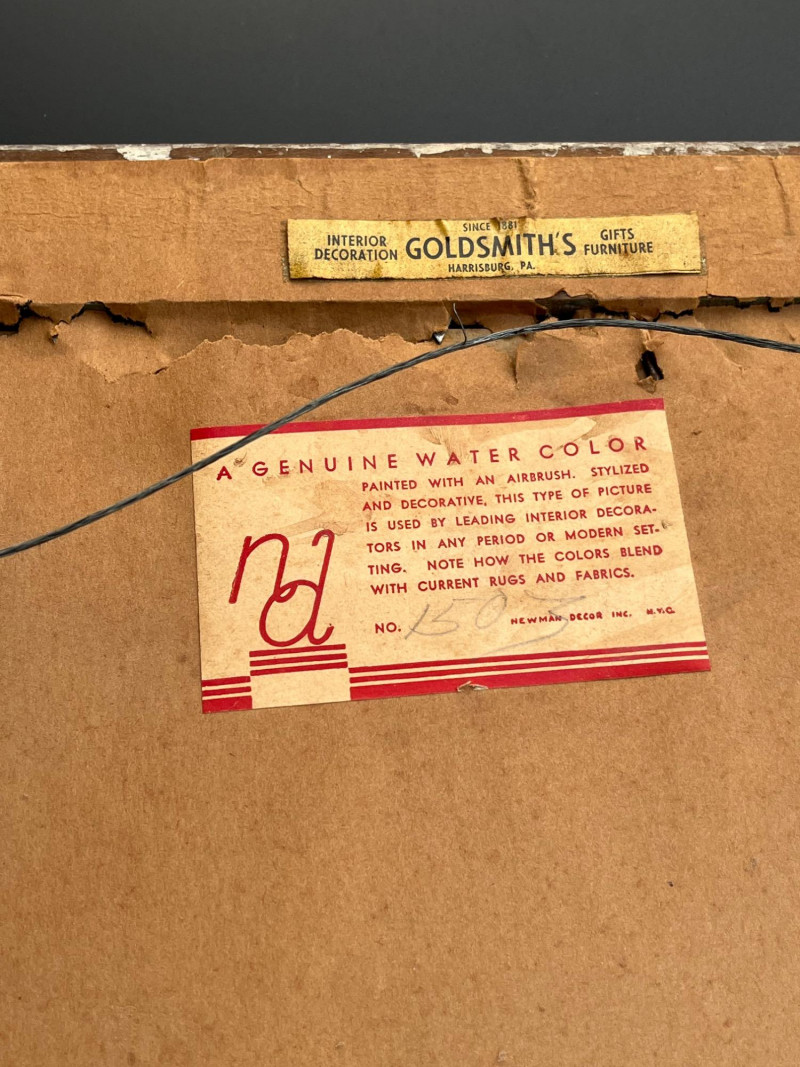 SINCE 1881
INTERIOR DECORATION GOLDSMITH'S GIFTS FURNITURE
HARRISBURG, PA.
A GENUINE WATER COLOR
PAINTED WITH AN AIRBRUSH. STYLIZED
AND DECORATIVE, THIS TYPE OF PICTURE
IS USED BY LEADING INTERIOR DECORA-
TORS IN ANY PERIOD OR MODERN SET-
TING. NOTE HOW THE COLORS BLEND
WITH CURRENT RUGS AND FABRICS.
nd
NO. NEWMAN DECOR INC. N.Y.C.